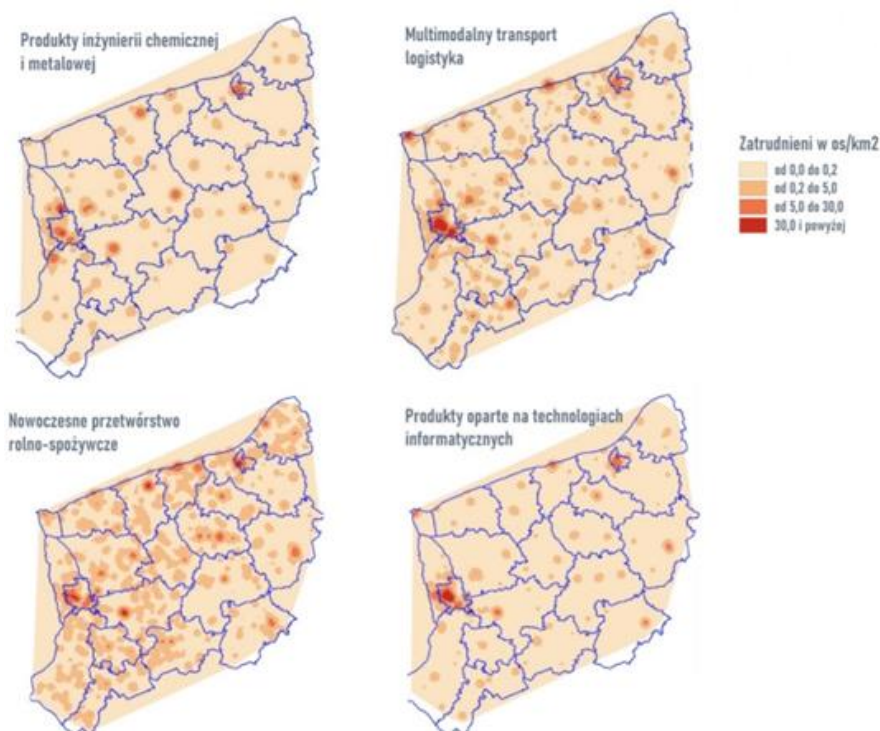 Produkty inżynierii chemicznej
i metalowej
Multimodalny transport
logistyka
Zatrudnieni w os/km2
od 0,0 do 0,2
od 0,2 do 5,0
od 5,0 do 30,0
30,0 i powyżej
Nowoczesne przetwórstwo
rolno-spożywcze
Produkty oparte na technologiach
informatycznych